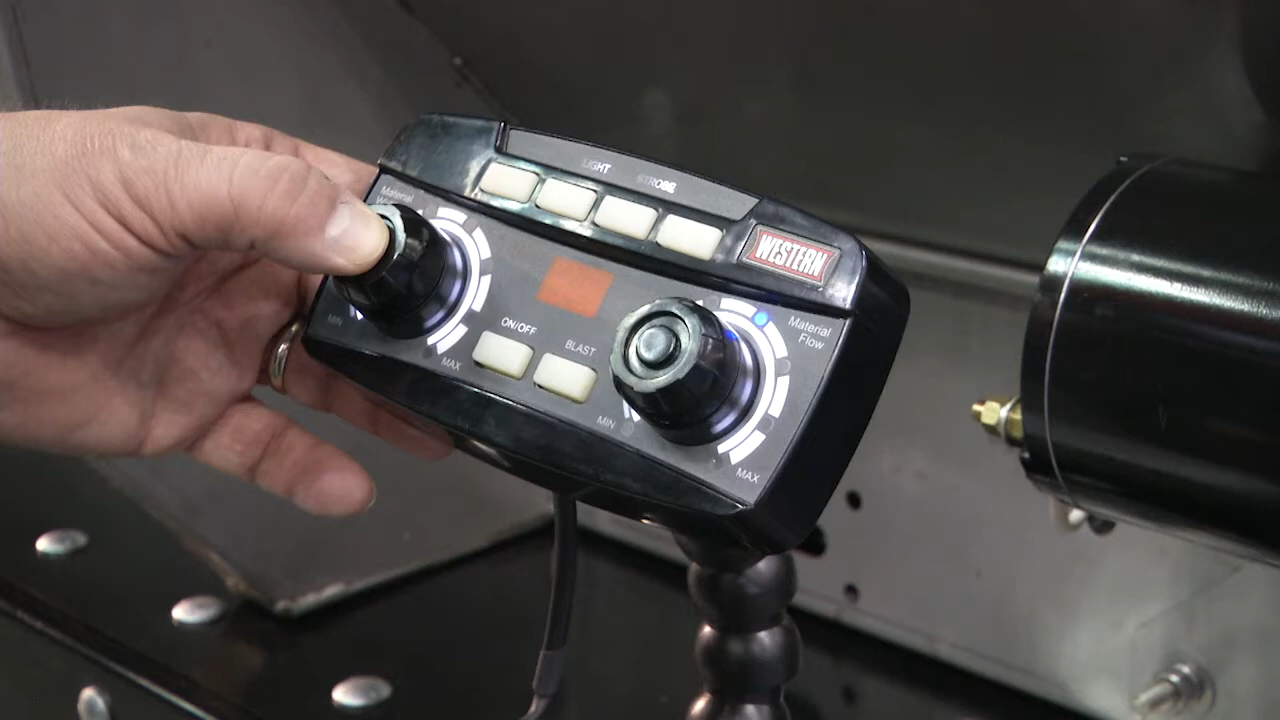 LIGHT
STROBE
Material
WESTERN
Material
Flow
MIN
ON/OFF
BLAST
MAX
MIN
MAX